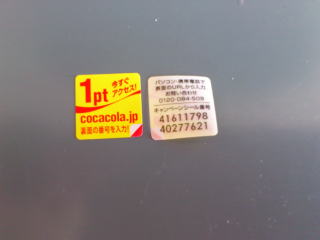 1pt
今すぐ
アクセス!
cocacola.jp
裏面の番号を入力!
パソコン・携帯電話で
表面のURLから入力
お問い合わせ
0120-084-508
キャンペーンシール番号
41611798
40277621